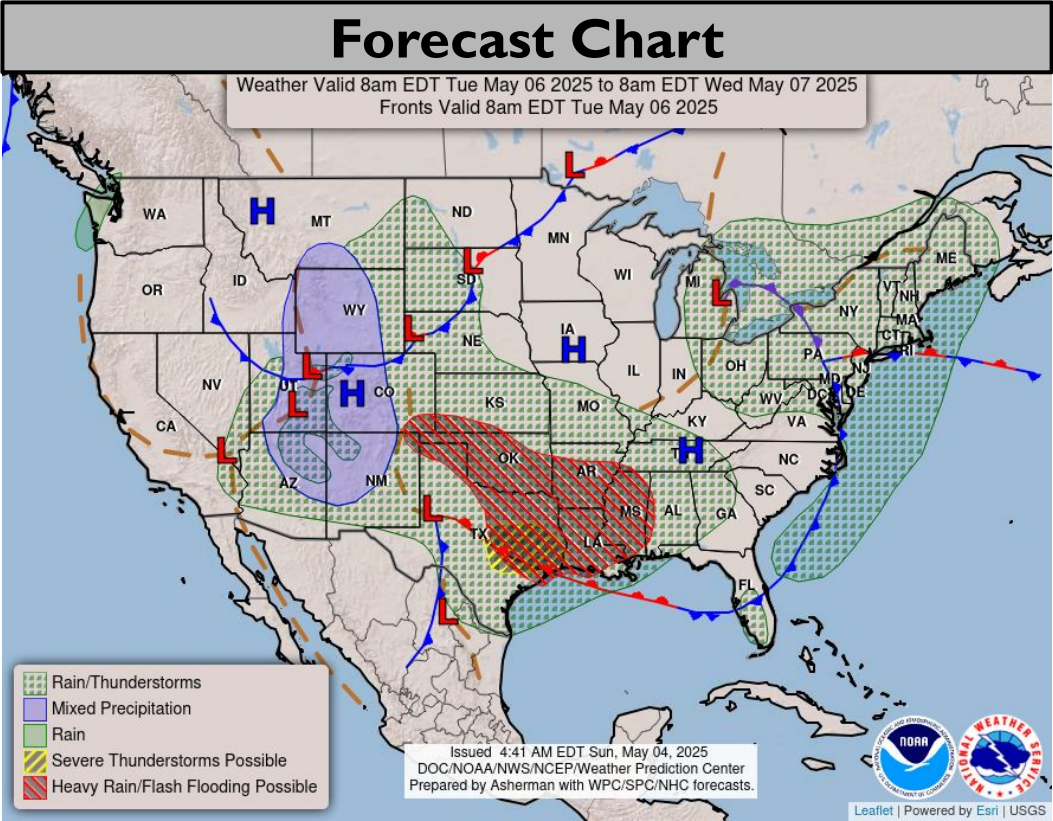 Forecast Chart
Weather Valid 8am EDT Tue May 06 2025 to 8am EDT Wed May 07 2025
Fronts Valid 8am EDT Tue May 06 2025
L
WA
H
MT
ND
MN
ME
OR
ID
WY
L
SD
WI
MI
L
VT
NH
NY
MA
CT
RI
L
NE
IA
H
PA
NJ
L
UT
H
CO
NV
IL
IN
OH
MD
DC
DE
WV
L
KS
MO
KY
VA
CA
L
OK
AR
H
NC
AZ
NM
L
MS
AL
GA
SC
TX
LA
FL
L
Rain/Thunderstorms
Mixed Precipitation
Rain
Severe Thunderstorms Possible
Heavy Rain/Flash Flooding Possible
Issued 4:41 AM EDT Sun, May 04, 2025
DOC/NOAA/NWS/NCEP/Weather Prediction Center
Prepared by Asherman with WPC/SPC/NHC forecasts.
NOAA
NATIONAL WEATHER SERVICE
Leaflet | Powered by Esri | USGS